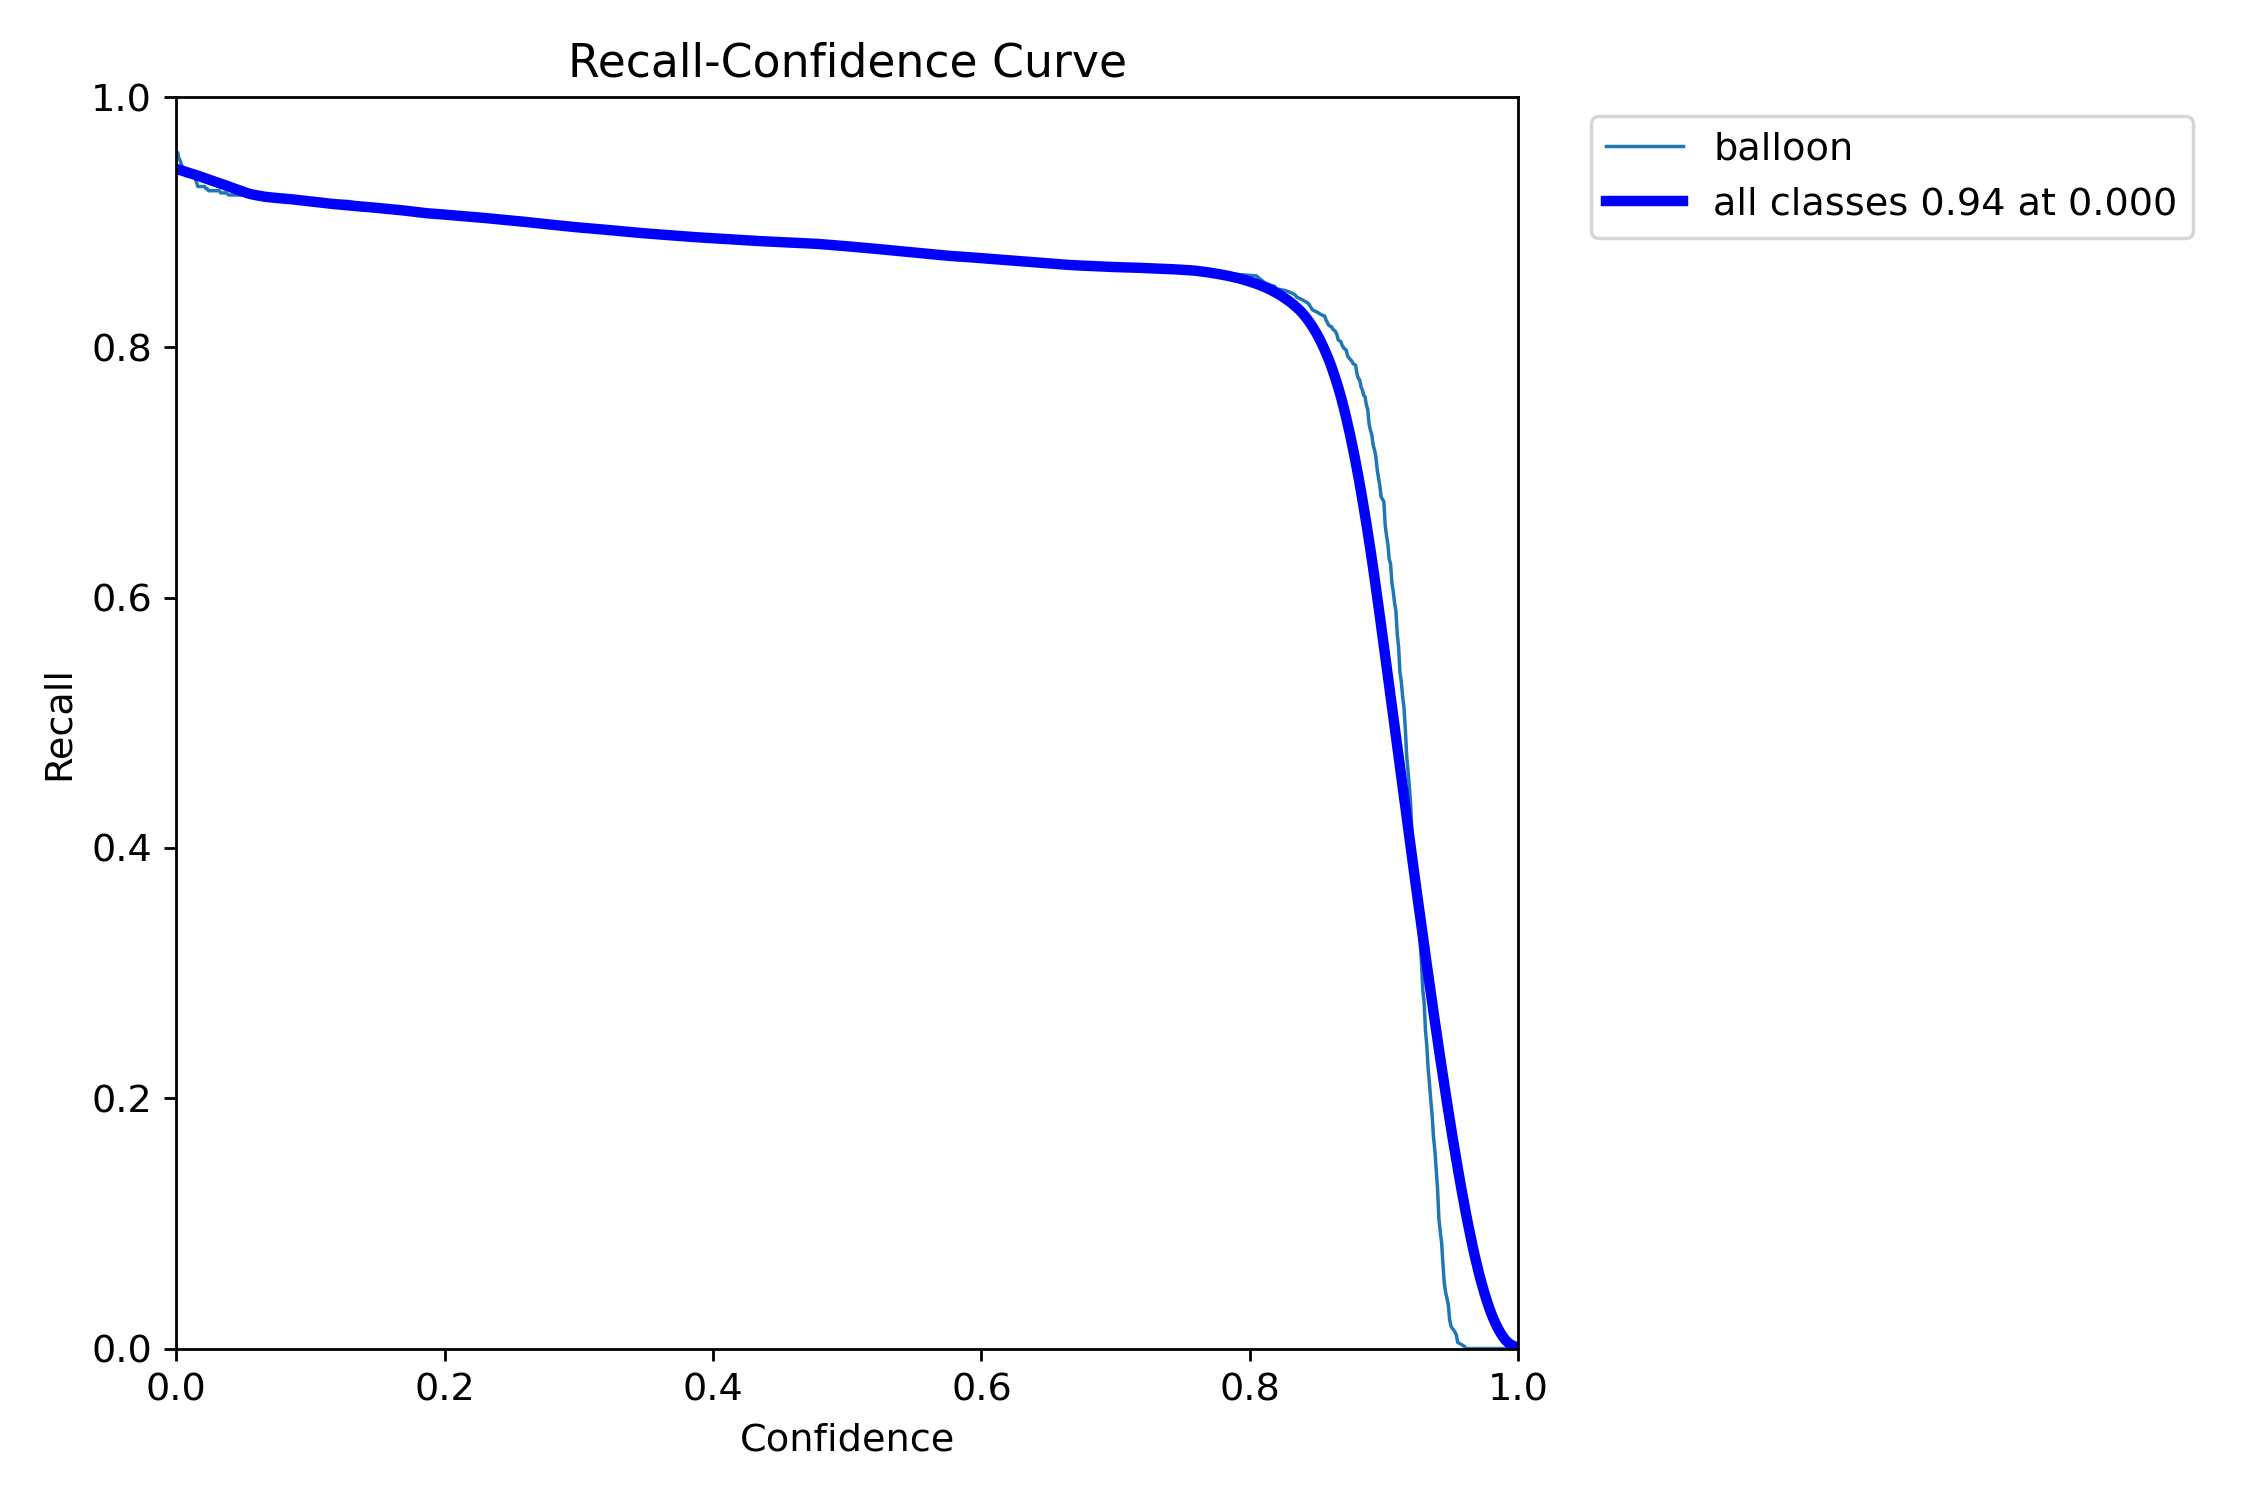 Recall-Confidence Curve
1.0
0.8
0.6
0.4
0.2
0.0
Recall
0.0 0.2 0.4 0.6 0.8 1.0
Confidence
balloon
all classes 0.94 at 0.000